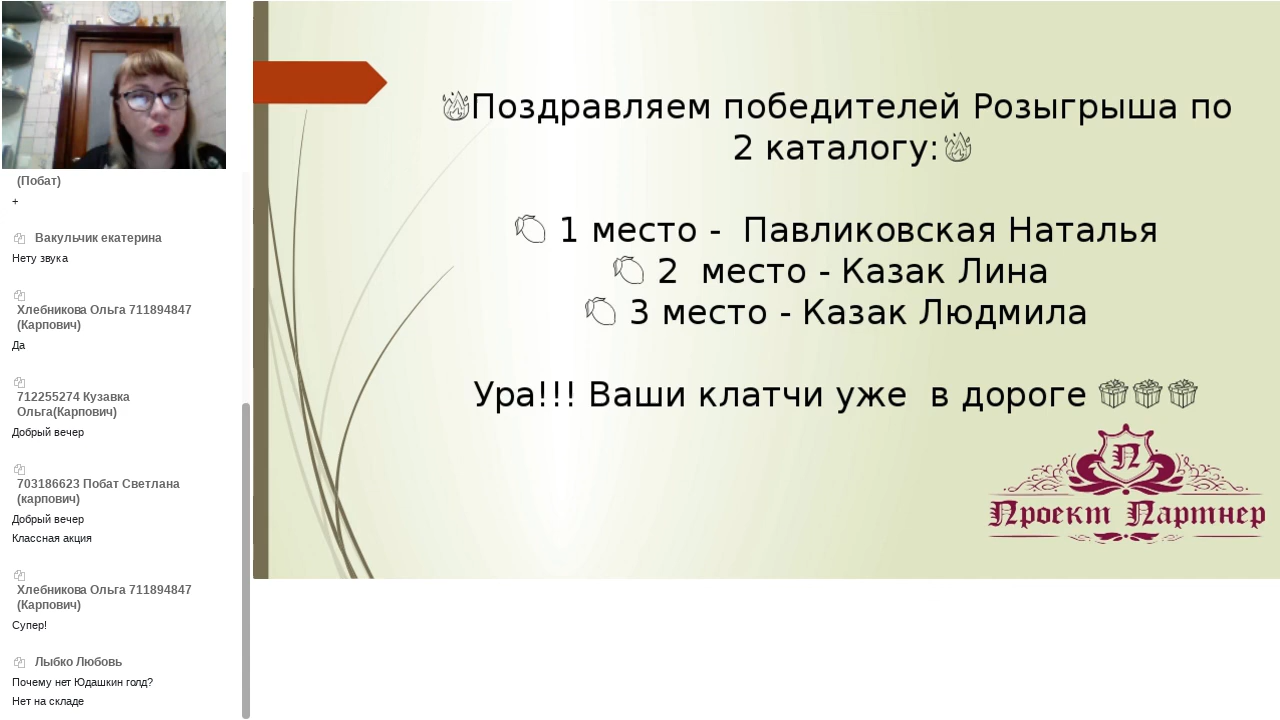 (Побат)
+
Вакульчик екатерина
Нету звука
Хлебникова Ольга 711894847
(Карпович)
Да
712255274 Кузавка
Ольга(Карпович)
Добрый вечер
703186623 Побат Светлана
(карпович)
Добрый вечер
Классная акция
Хлебникова Ольга 711894847
(Карпович)
Супер!
Лыбко Любовь
Почему нет Юдашкин голд?
Нет на складе
🔥Поздравляем победителей Розыгрыша по
2 каталогу:🔥
🍋 1 место - Павликовская Наталья
🍋 2 место - Казак Лина
🍋 3 место - Казак Людмила
Ура!!! Ваши клатчи уже в дороге 🎁🎁🎁
П
Проект Партнер